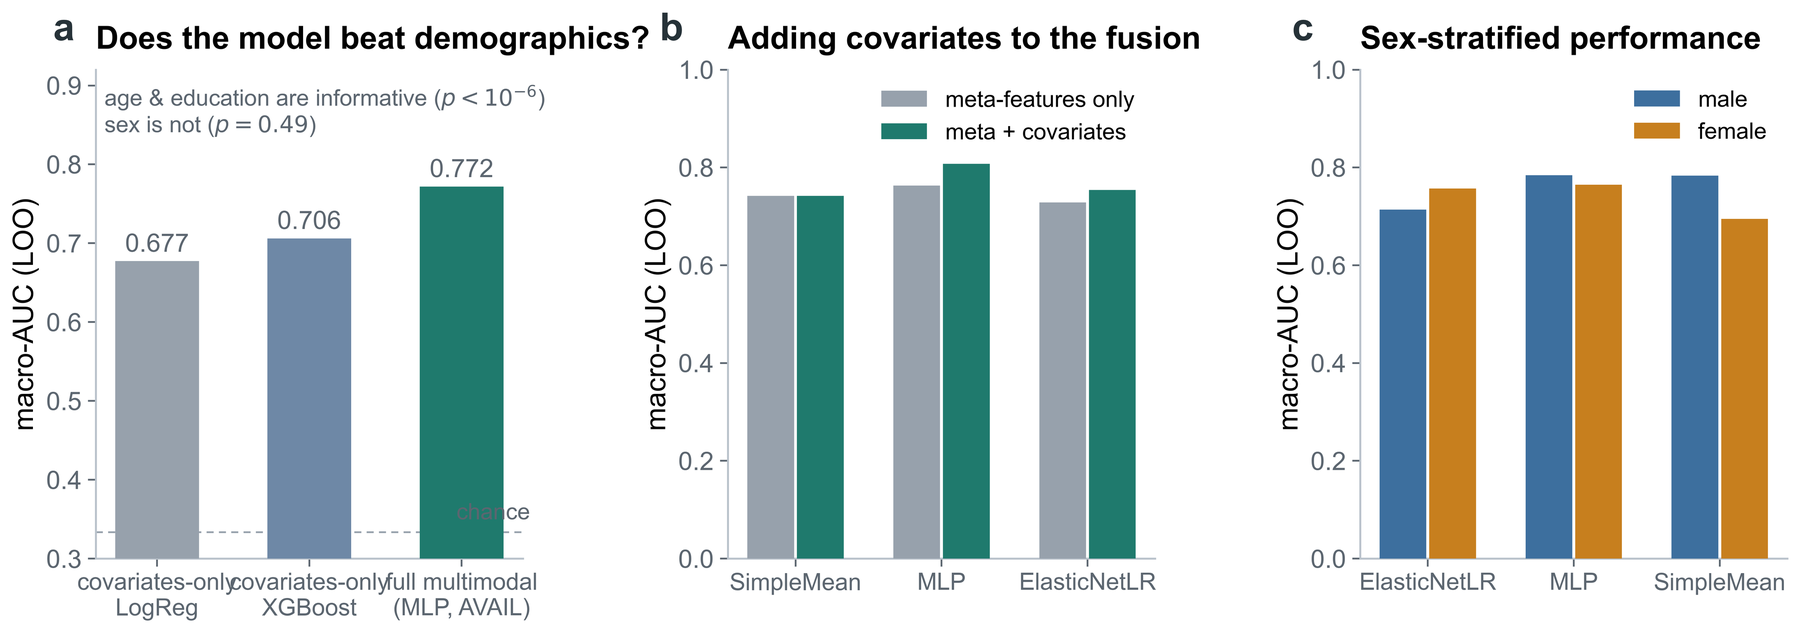 a
Does the model beat demographics?
age & education are informative (p < 10⁻⁶)
sex is not (p = 0.49)
macro-AUC (LOO)
0.9
0.8
0.7
0.6
0.5
0.4
0.3
0.677
0.706
0.772
chance
covariates-only
LogReg
covariates-only
XGBoost
full multimodal
(MLP, AVAIL)
b
Adding covariates to the fusion
meta-features only
meta + covariates
macro-AUC (LOO)
1.0
0.8
0.6
0.4
0.2
0.0
SimpleMean
MLP
ElasticNetLR
c
Sex-stratified performance
male
female
macro-AUC (LOO)
1.0
0.8
0.6
0.4
0.2
0.0
ElasticNetLR
MLP
SimpleMean